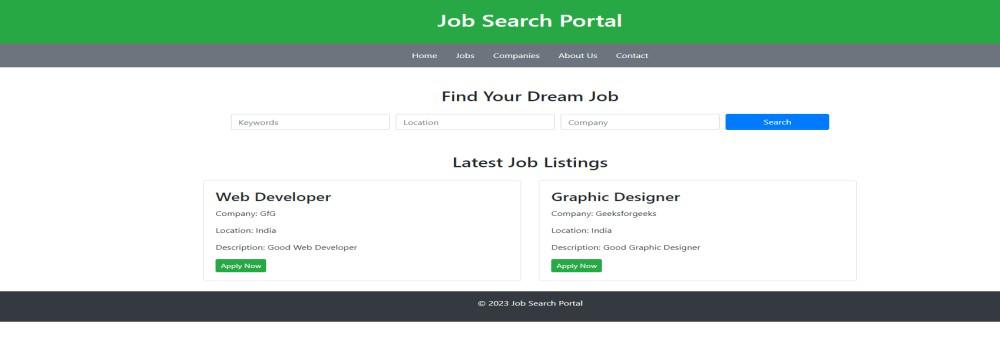 Job Search Portal
Home Jobs Companies About Us Contact
Find Your Dream Job
Keywords Location Company Search
Latest Job Listings
Web Developer
Company: GfG
Location: India
Description: Good Web Developer
Apply Now
Graphic Designer
Company: Geeksforgeeks
Location: India
Description: Good Graphic Designer
Apply Now
© 2023 Job Search Portal